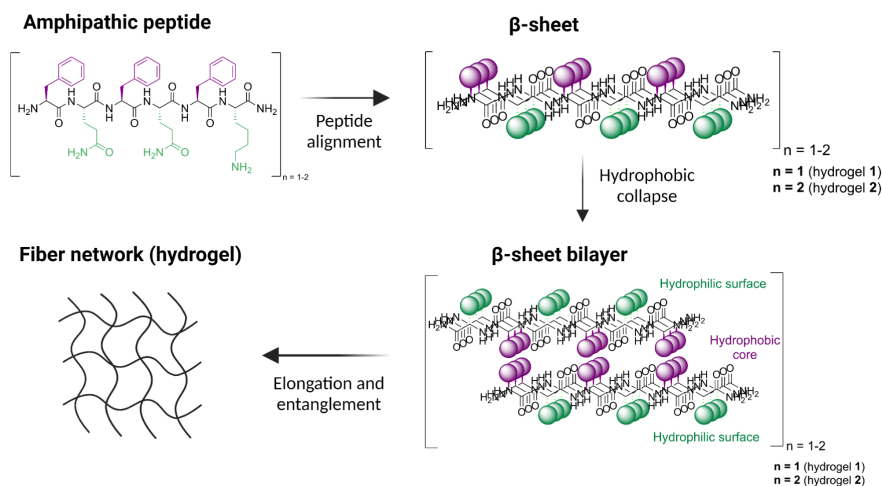 Amphipathic peptide
H₂N
O
H
N
O
N
H
O
H
N
O
N
H
O
NH₂
H₂N
O
H₂N
O
NH₂
n = 1-2
Peptide
alignment
β-sheet
n = 1-2
n = 1 (hydrogel 1)
n = 2 (hydrogel 2)
Hydrophobic
collapse
Fiber network (hydrogel)
β-sheet bilayer
Hydrophilic surface
Hydrophobic
core
Hydrophilic surface
n = 1-2
n = 1 (hydrogel 1)
n = 2 (hydrogel 2)
Elongation and
entanglement